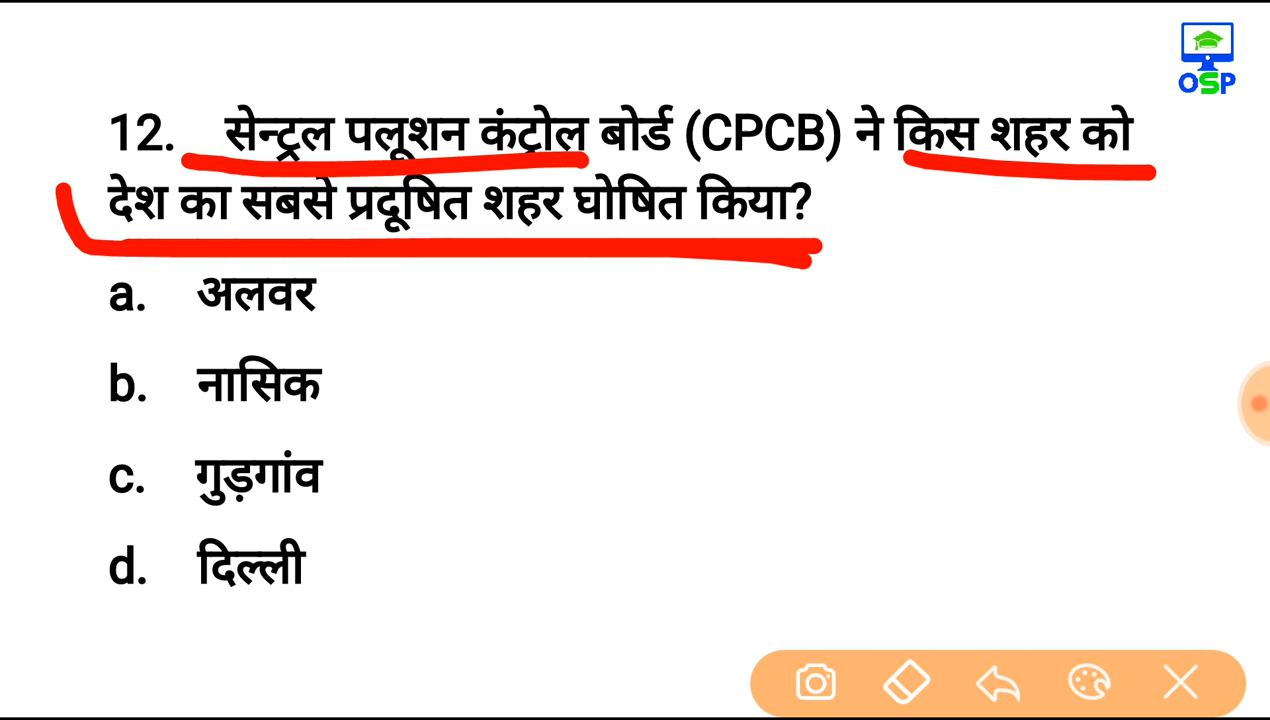 OSP
12. सेन्ट्रल पलूशन कंट्रोल बोर्ड (CPCB) ने किस शहर को
देश का सबसे प्रदूषित शहर घोषित किया?
a. अलवर
b. नासिक
c. गुड़गांव
d. दिल्ली